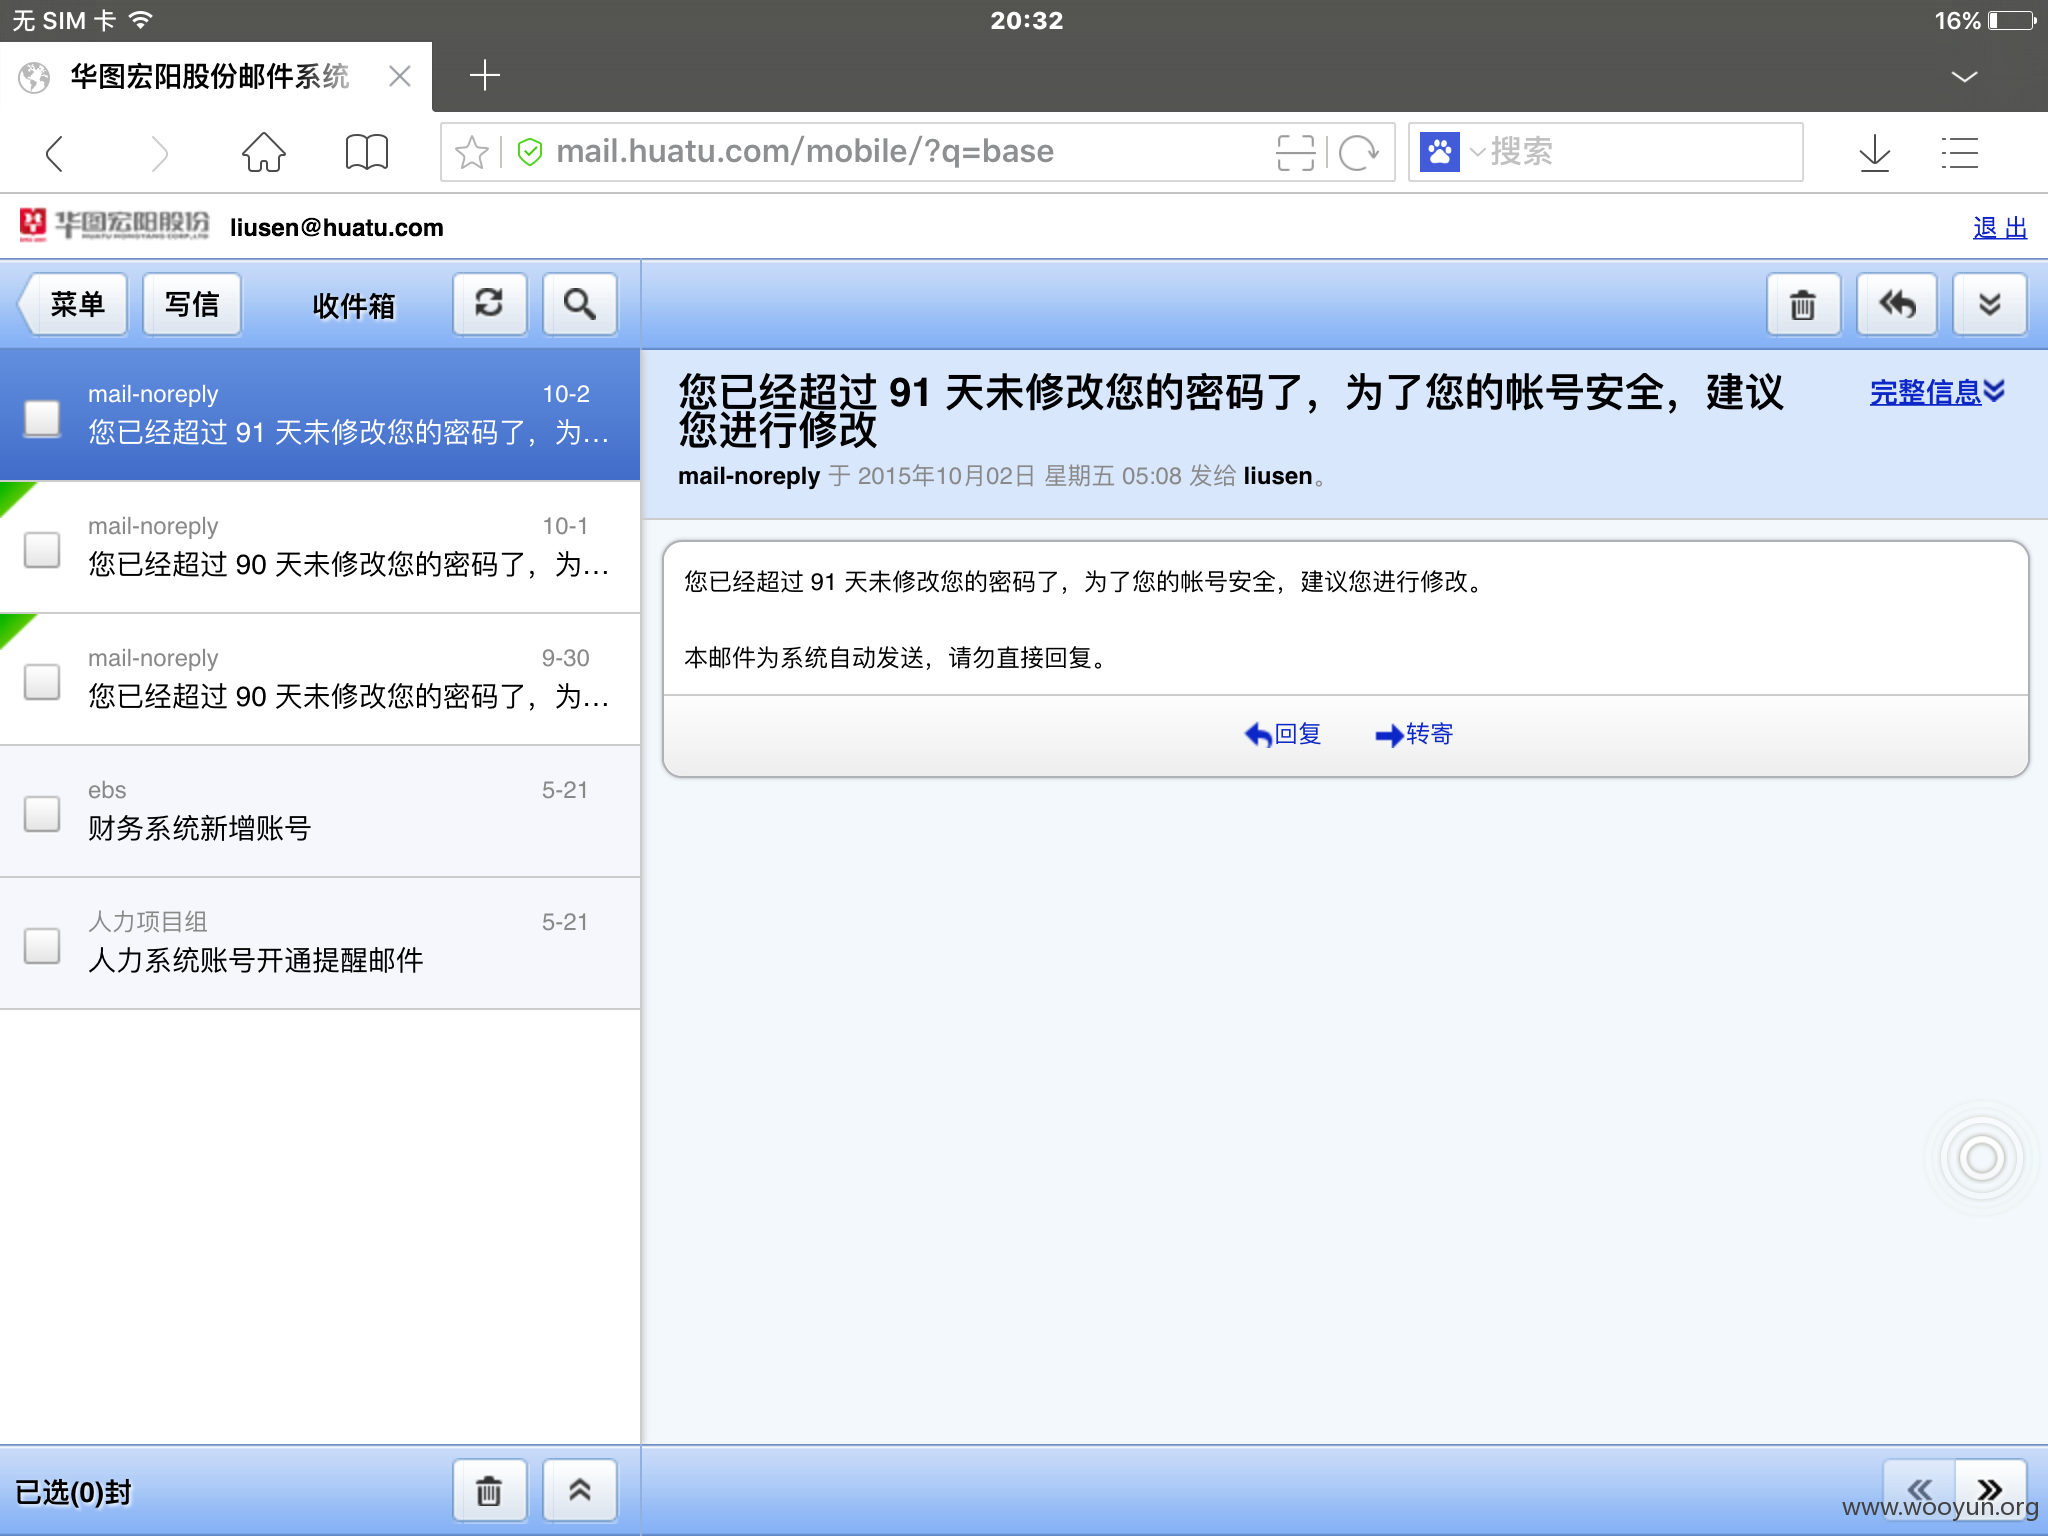 无 SIM 卡
20:32
16%
华图宏阳股份邮件系统
mail.huatu.com/mobile/?q=base
搜索
华图宏阳股份
HUATU HONGYANG CORP.,LTD
liusen@huatu.com
退 出
菜单
写信
收件箱
mail-noreply
10-2
您已经超过 91 天未修改您的密码了，为…
mail-noreply
10-1
您已经超过 90 天未修改您的密码了，为…
mail-noreply
9-30
您已经超过 90 天未修改您的密码了，为…
ebs
5-21
财务系统新增账号
人力项目组
5-21
人力系统账号开通提醒邮件
已选(0)封
您已经超过 91 天未修改您的密码了，为了您的帐号安全，建议
您进行修改
完整信息
mail-noreply 于 2015年10月02日 星期五 05:08 发给 liusen。
您已经超过 91 天未修改您的密码了，为了您的帐号安全，建议您进行修改。
本邮件为系统自动发送，请勿直接回复。
回复
转寄
www.wooyun.org